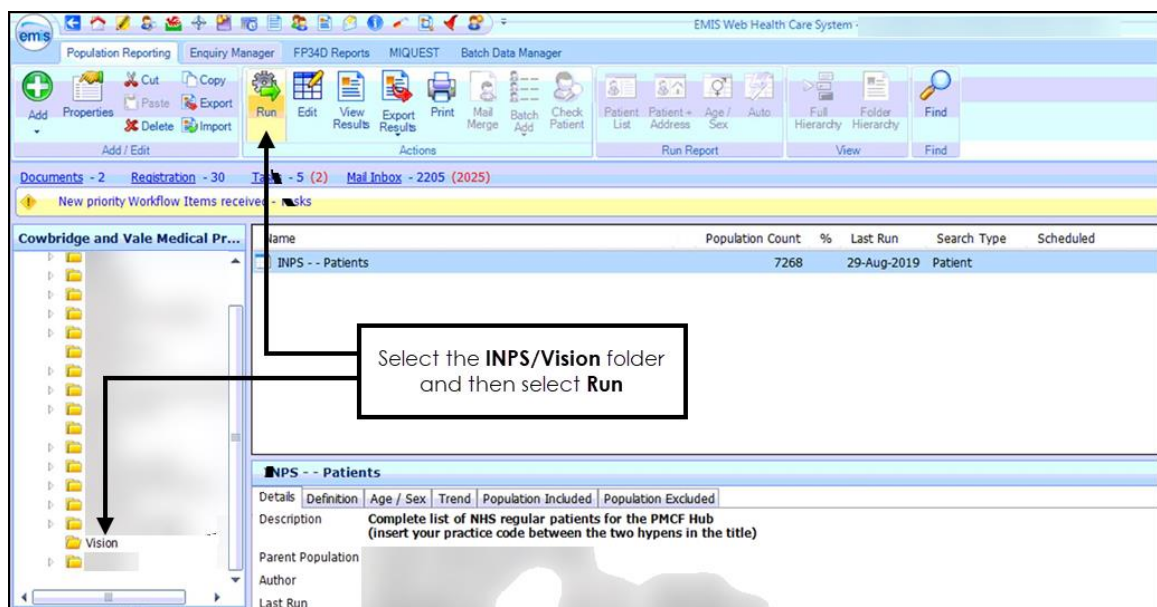 emis
EMIS Web Health Care System -
Population Reporting Enquiry Manager FP34D Reports MIQUEST Batch Data Manager
Add Properties Cut Copy Paste Export Delete Import
Run Edit View Results Export Results Print Mail Merge Batch Add Check Patient
Patient List Patient + Address Age / Sex Auto Full Hierarchy Folder Hierarchy Find
Add / Edit Actions Run Report View Find
Documents - 2 Registration - 30 - 5 (2) Mail Inbox - 2205 (2025)
New priority Workflow Items received -
Cowbridge and Vale Medical Pr...
Name Population Count % Last Run Search Type Scheduled
INPS - - Patients 7268 29-Aug-2019 Patient
Select the INPS/Vision folder
and then select Run
Vision
INPS - - Patients
Details Definition Age / Sex Trend Population Included Population Excluded
Description Complete list of NHS regular patients for the PMCF Hub
(insert your practice code between the two hypens in the title)
Parent Population
Author
Last Run